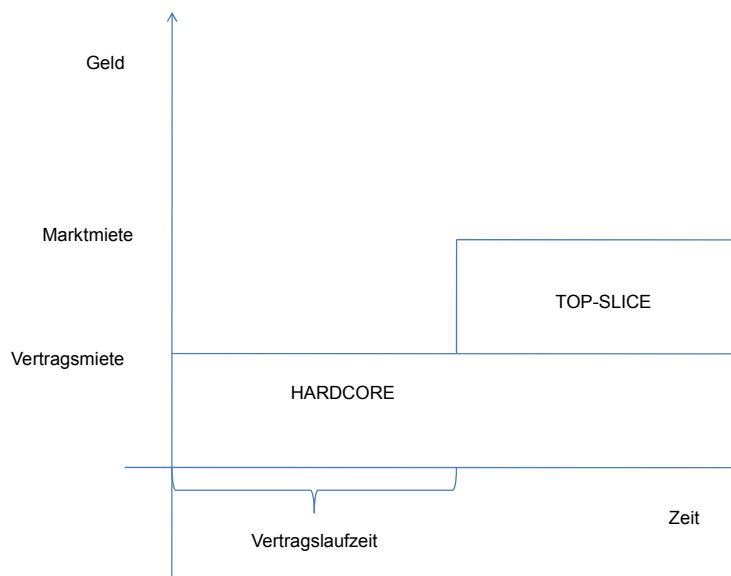 Geld
Marktmiete
TOP-SLICE
Vertragsmiete
HARDCORE
Zeit
Vertragslaufzeit